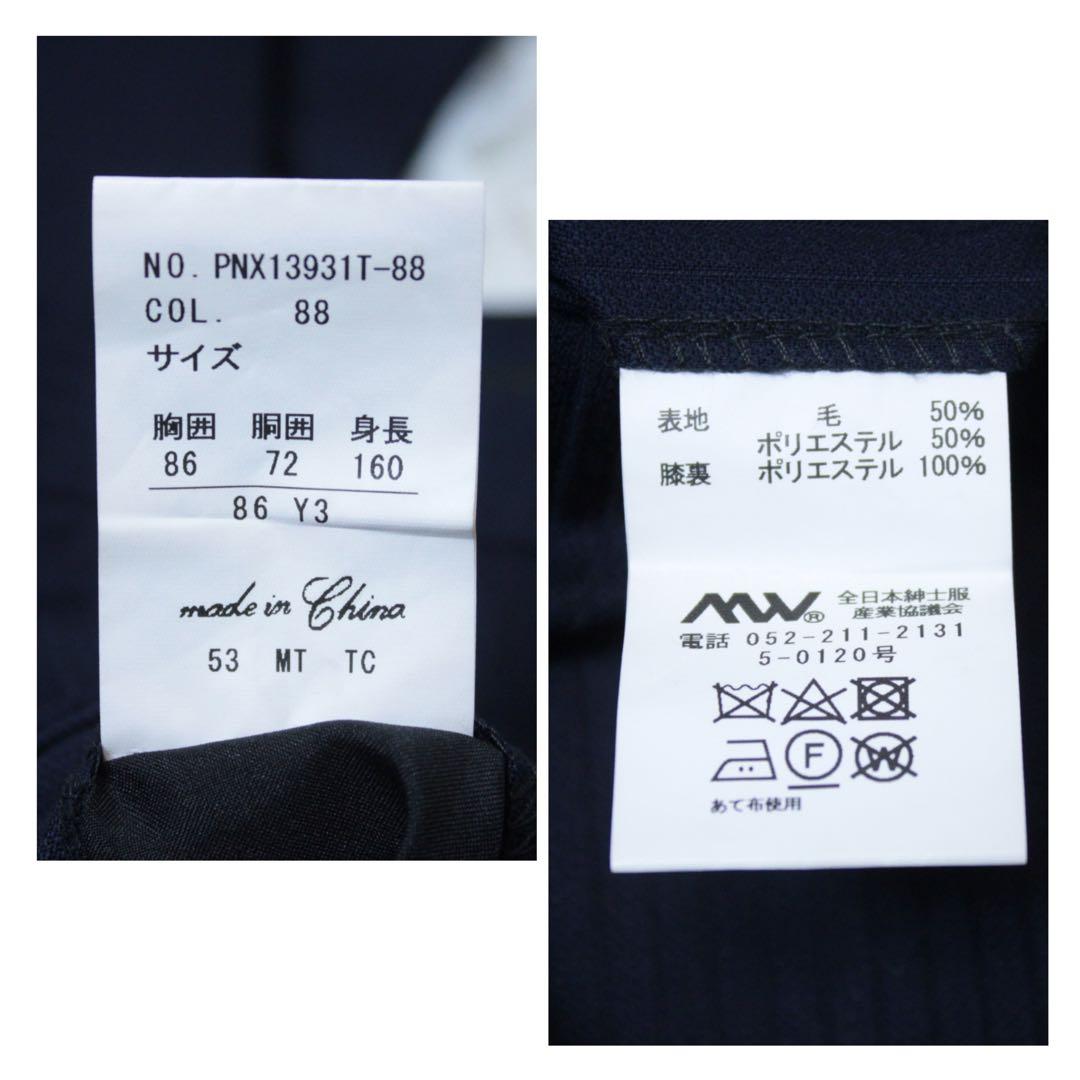 NO. PNX13931T-88
COL. 88
サイズ
胸囲 胴囲 身長
86 72 160
86 Y3
made in China
53 MT TC
表地 毛 50%
ポリエステル 50%
膝裏 ポリエステル 100%
MW® 全日本紳士服
産業協議会
電話 052-211-2131
5-0120号
F W
あて布使用